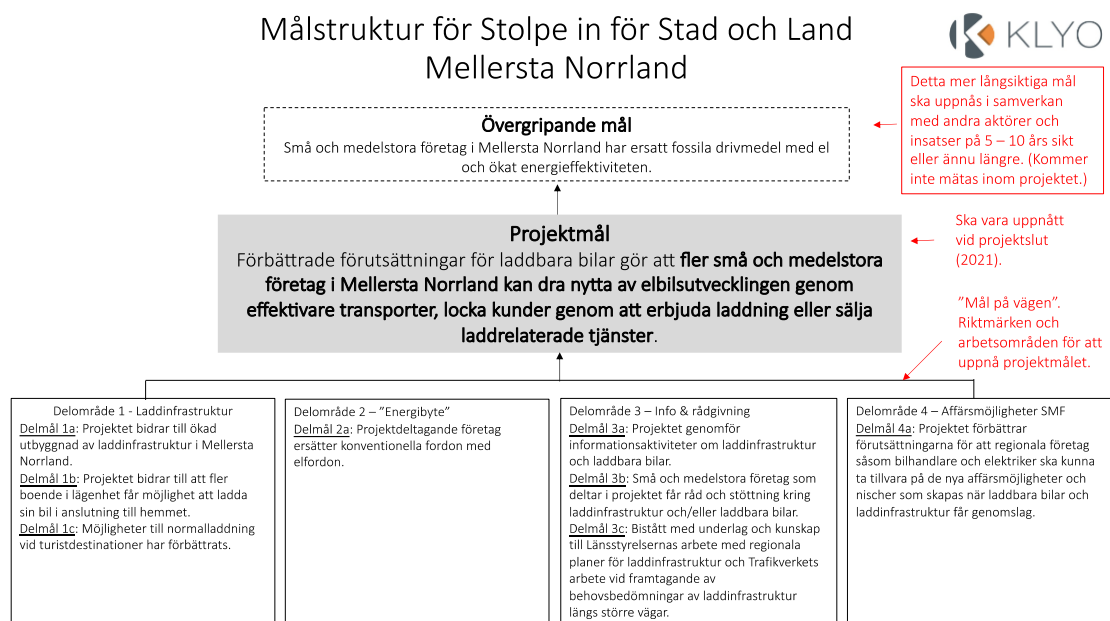 Målstruktur för Stolpe in för Stad och Land
Mellersta Norrland
KLYO
Detta mer långsiktiga mål
ska uppnås i samverkan
med andra aktörer och
insatser på 5 – 10 års sikt
eller ännu längre. (Kommer
inte mätas inom projektet.)
Övergripande mål
Små och medelstora företag i Mellersta Norrland har ersatt fossila drivmedel med el
och ökat energieffektiviteten.
Ska vara uppnått
vid projektslut
(2021).
Projektmål
Förbättrade förutsättningar för laddbara bilar gör att fler små och medelstora
företag i Mellersta Norrland kan dra nytta av elbilsutvecklingen genom
effektivare transporter, locka kunder genom att erbjuda laddning eller sälja
laddrelaterade tjänster.
”Mål på vägen”.
Riktmärken och
arbetsområden för att
uppnå projektmålet.
Delområde 1 - Laddinfrastruktur
Delmål 1a: Projektet bidrar till ökad
utbyggnad av laddinfrastruktur i Mellersta
Norrland.
Delmål 1b: Projektet bidrar till att fler
boende i lägenhet får möjlighet att ladda
sin bil i anslutning till hemmet.
Delmål 1c: Möjligheter till normalladdning
vid turistdestinationer har förbättrats.
Delområde 2 – ”Energibyte”
Delmål 2a: Projektdeltagande företag
ersätter konventionella fordon med
elfordon.
Delområde 3 – Info & rådgivning
Delmål 3a: Projektet genomför
informationsaktiviteter om laddinfrastruktur
och laddbara bilar.
Delmål 3b: Små och medelstora företag som
deltar i projektet får råd och stöttning kring
laddinfrastruktur och/eller laddbara bilar.
Delmål 3c: Bistått med underlag och kunskap
till Länsstyrelsernas arbete med regionala
planer för laddinfrastruktur och Trafikverkets
arbete vid framtagande av
behovsbedömningar av laddinfrastruktur
längs större vägar.
Delområde 4 – Affärsmöjligheter SMF
Delmål 4a: Projektet förbättrar
förutsättningarna för att regionala företag
såsom bilhandlare och elektriker ska kunna
ta tillvara på de nya affärsmöjligheter och
nischer som skapas när laddbara bilar och
laddinfrastruktur får genomslag.